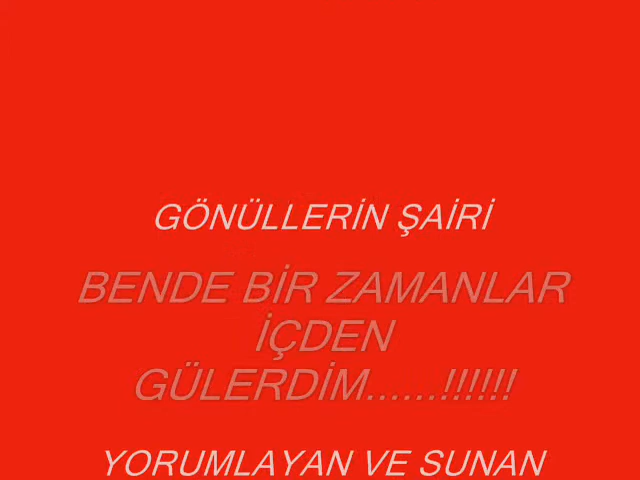 GÖNÜLLERİN ŞAİRİ
BENDE BİR ZAMANLAR
İÇDEN
GÜLERDİM......!!!!!!
YORUMLAYAN VE SUNAN